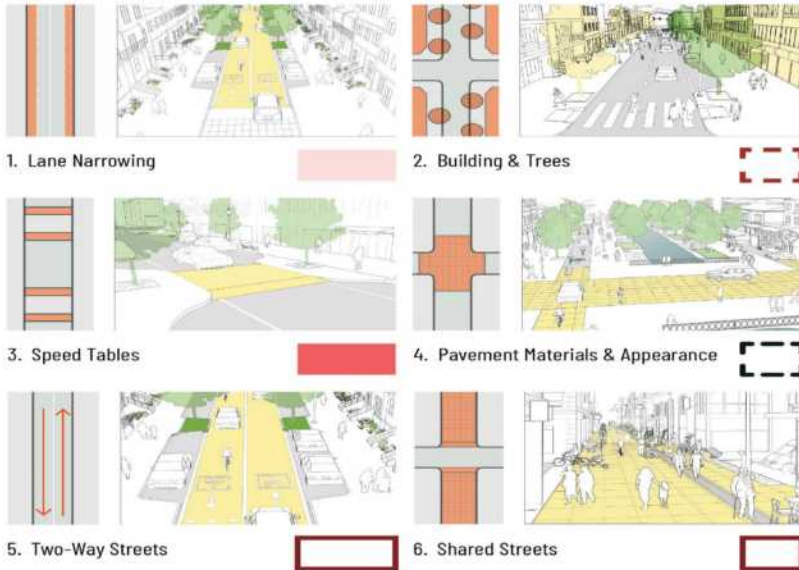 1. Lane Narrowing
2. Building & Trees
3. Speed Tables
4. Pavement Materials & Appearance
5. Two-Way Streets
6. Shared Streets